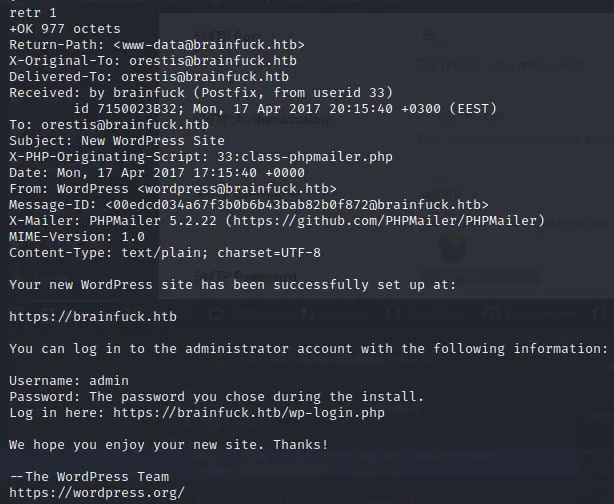 retr 1
+OK 977 octets
Return-Path: <www-data@brainfuck.htb>
X-Original-To: orestis@brainfuck.htb
Delivered-To: orestis@brainfuck.htb
Received: by brainfuck (Postfix, from userid 33)
        id 7150023B32; Mon, 17 Apr 2017 20:15:40 +0300 (EEST)
To: orestis@brainfuck.htb
Subject: New WordPress Site
X-PHP-Originating-Script: 33:class-phpmailer.php
Date: Mon, 17 Apr 2017 17:15:40 +0000
From: WordPress <wordpress@brainfuck.htb>
Message-ID: <00edcd034a67f3b0b6b43bab82b0f872@brainfuck.htb>
X-Mailer: PHPMailer 5.2.22 (https://github.com/PHPMailer/PHPMailer)
MIME-Version: 1.0
Content-Type: text/plain; charset=UTF-8

Your new WordPress site has been successfully set up at:

https://brainfuck.htb

You can log in to the administrator account with the following information:

Username: admin
Password: The password you chose during the install.
Log in here: https://brainfuck.htb/wp-login.php

We hope you enjoy your new site. Thanks!

--The WordPress Team
https://wordpress.org/